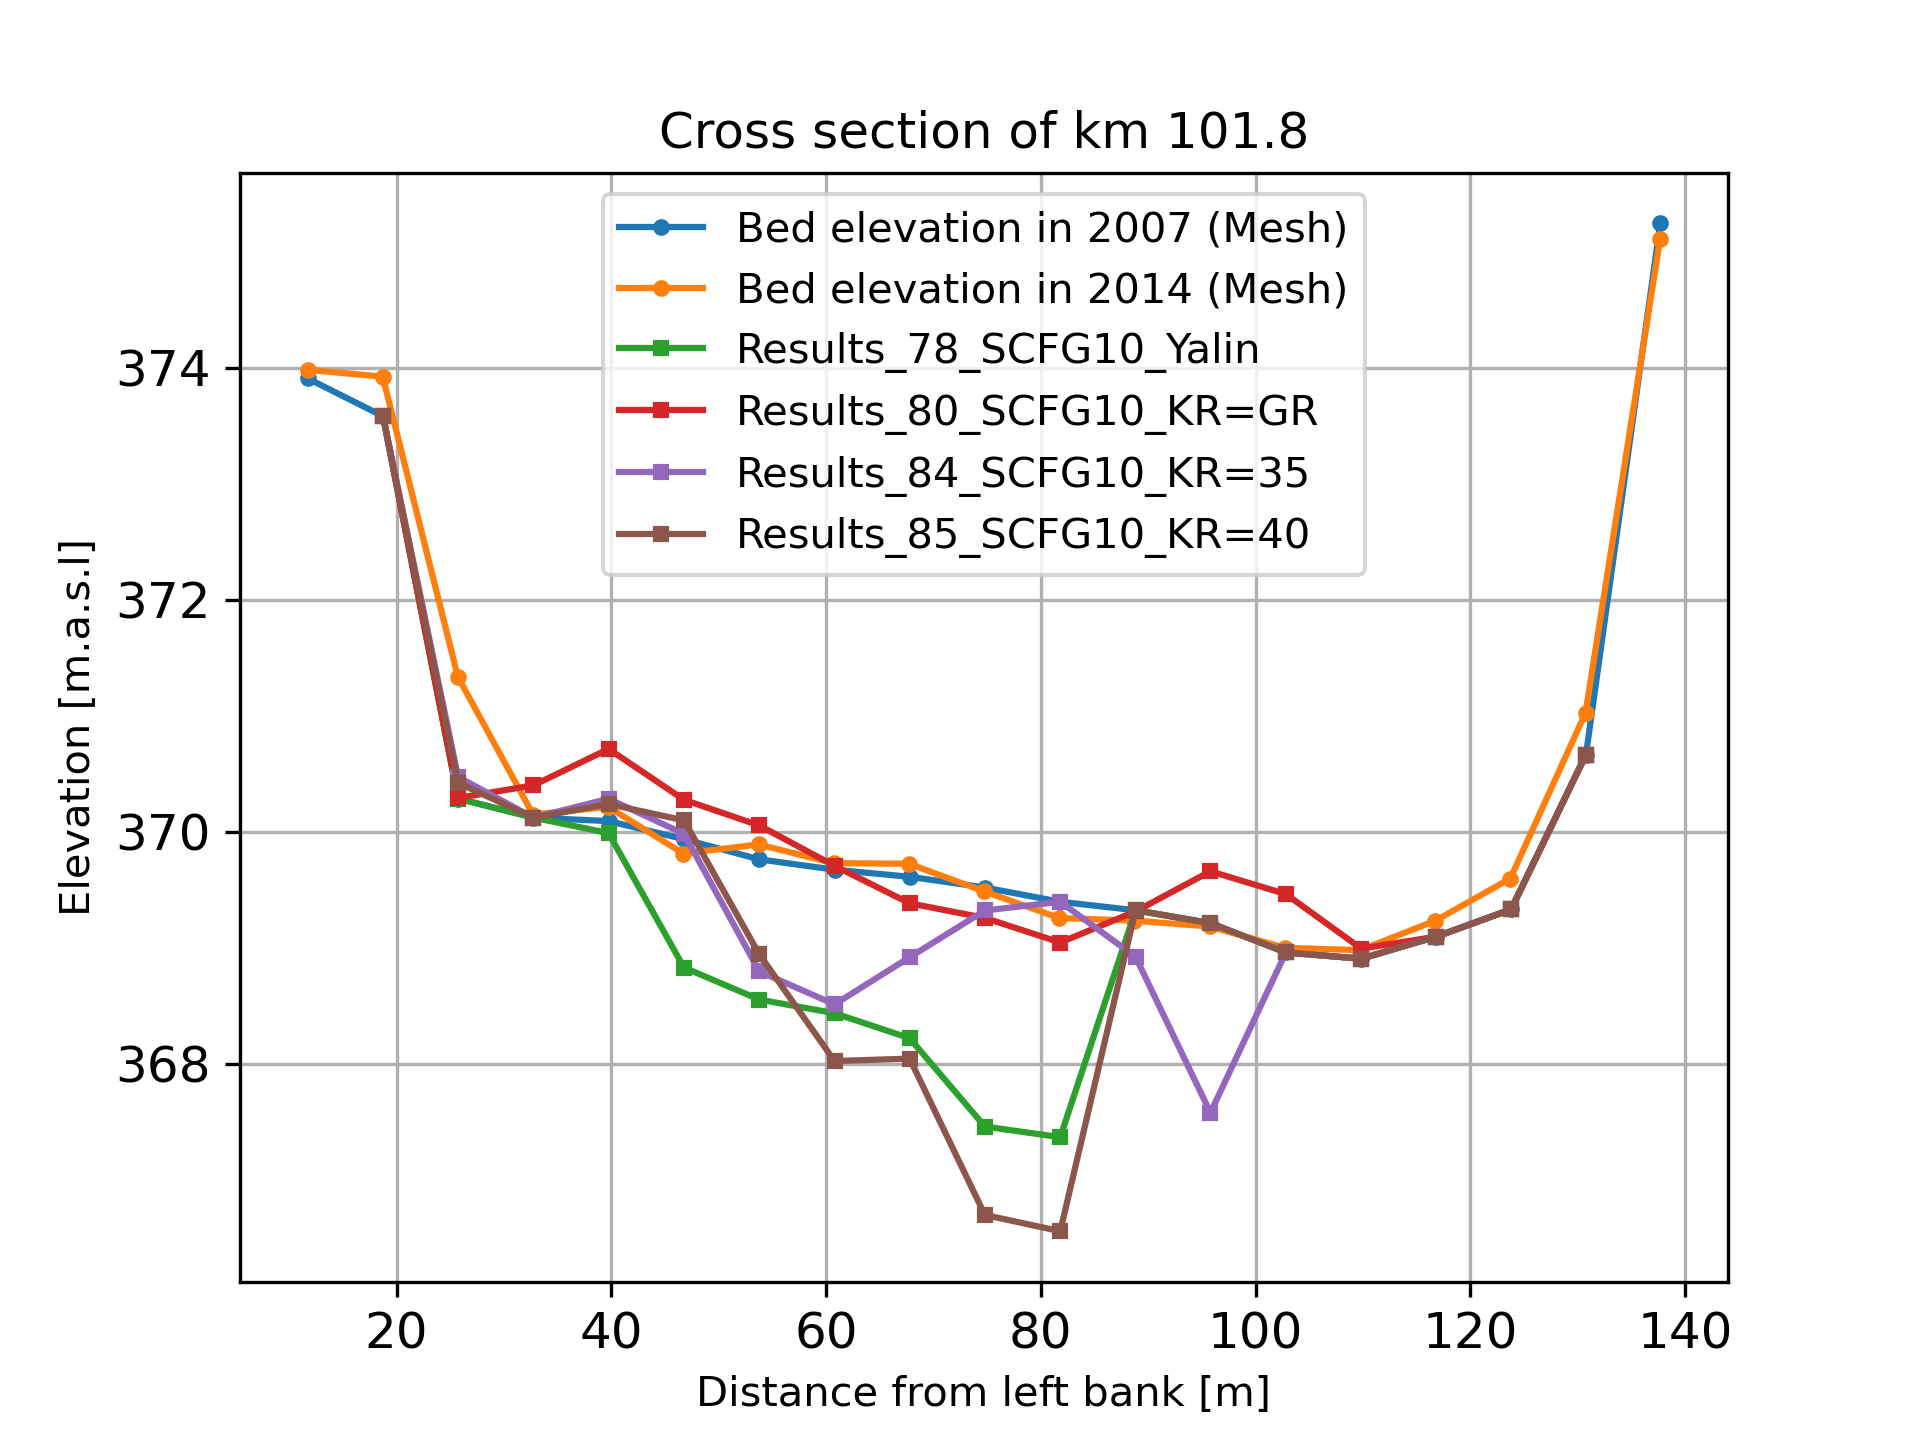 Cross section of km 101.8
Bed elevation in 2007 (Mesh)
Bed elevation in 2014 (Mesh)
Results_78_SCFG10_Yalin
Results_80_SCFG10_KR=GR
Results_84_SCFG10_KR=35
Results_85_SCFG10_KR=40
Elevation [m.a.s.l]
374
372
370
368
20 40 60 80 100 120 140
Distance from left bank [m]